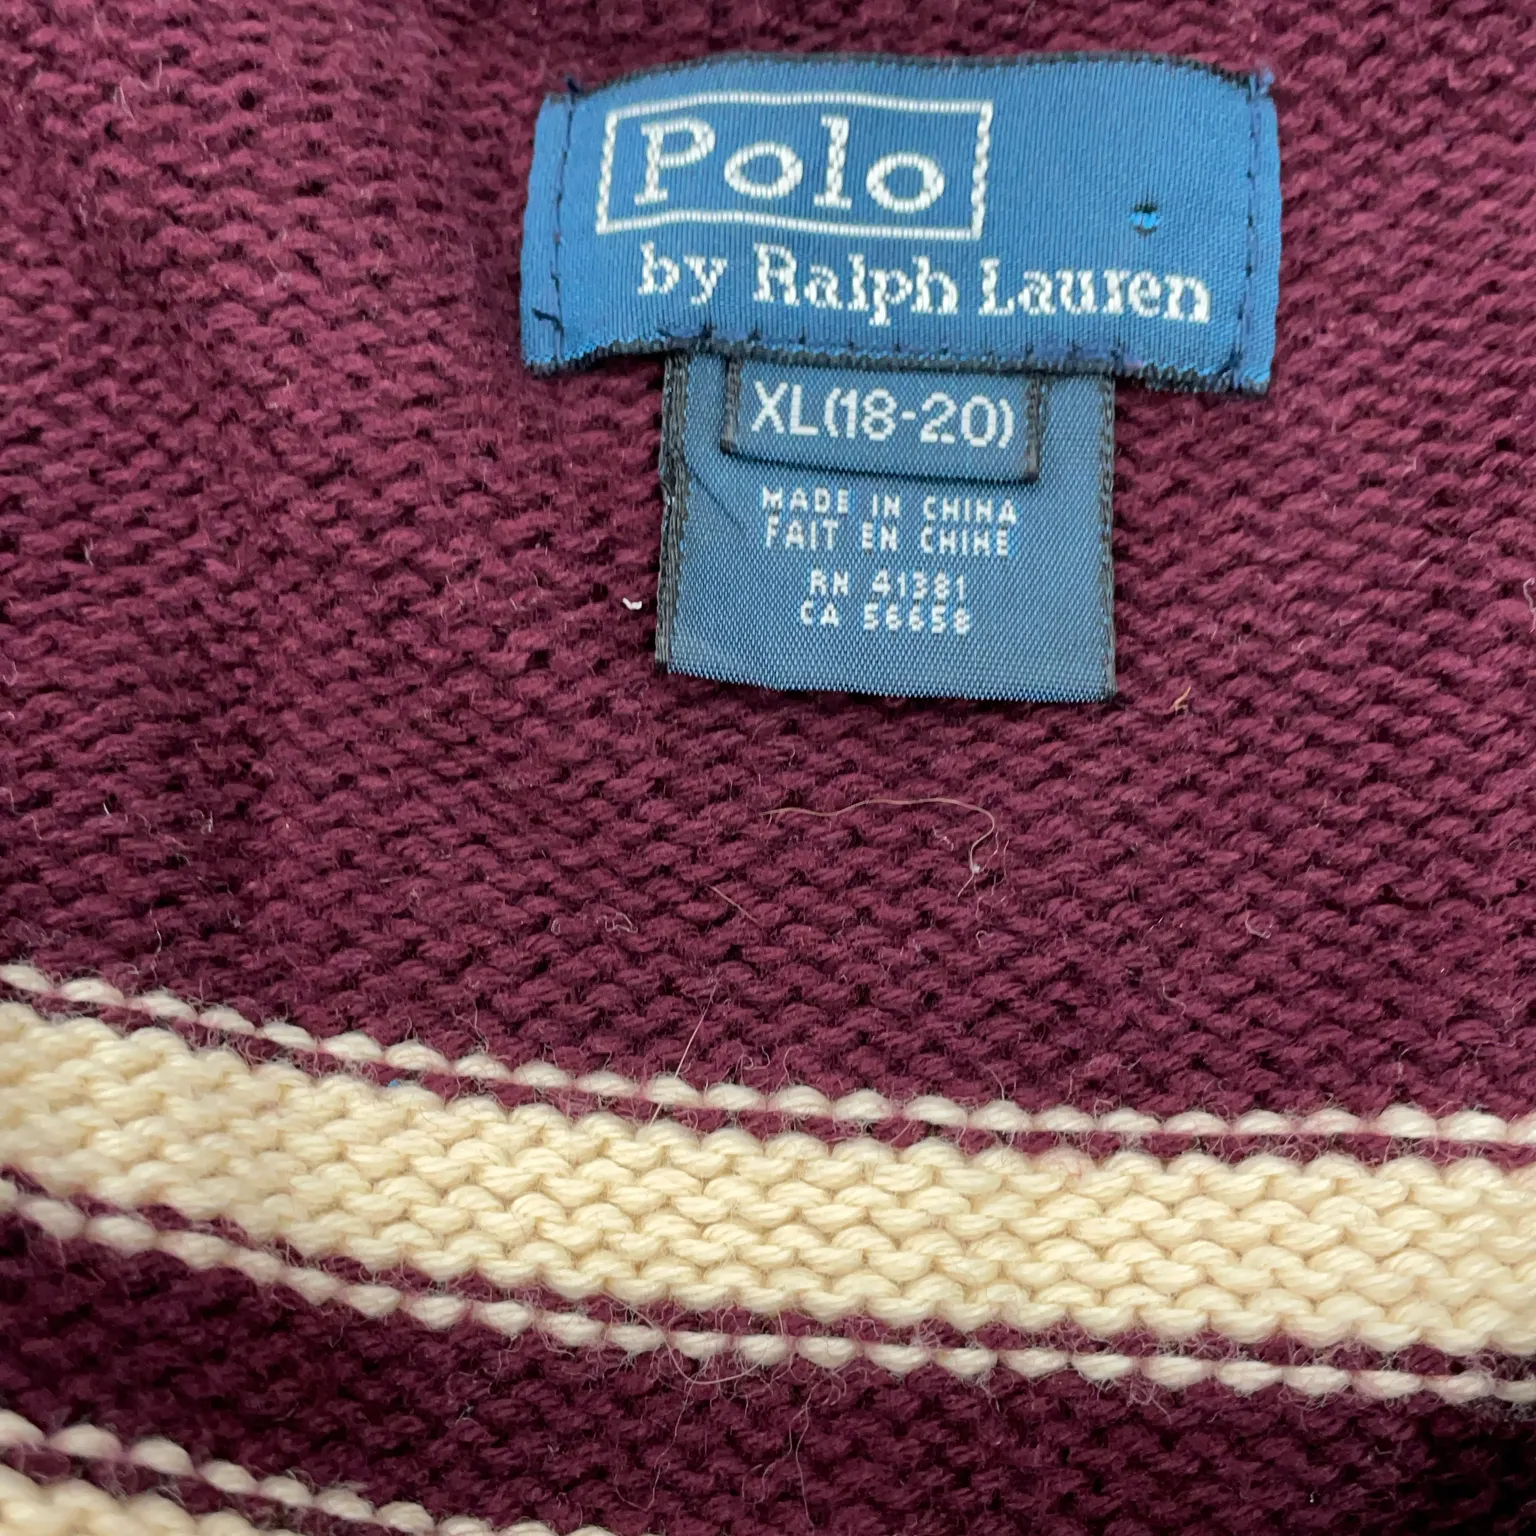 Polo
by Ralph Lauren
XL(18-20)
MADE IN CHINA
FAIT EN CHINE
RN 41381
CA 56658